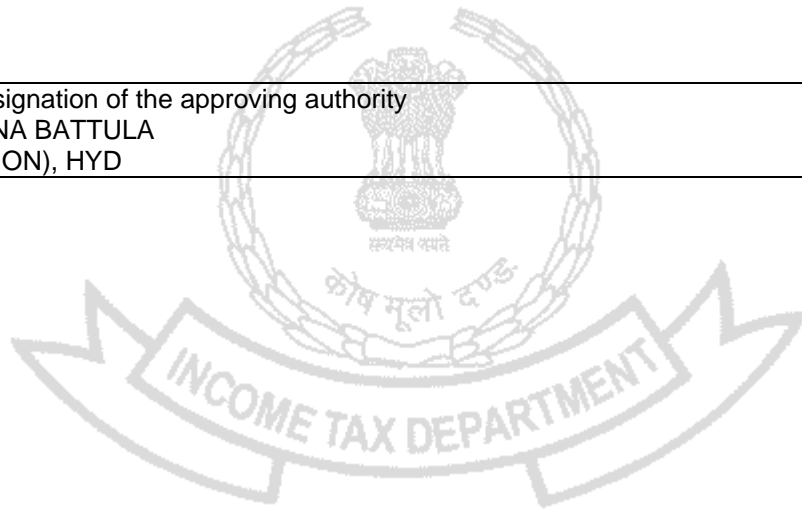 signation of the approving authority
NA BATTULA
ON), HYD
सत्यमेव जयते
कोष मूलो दण्डः
INCOME TAX DEPARTMENT